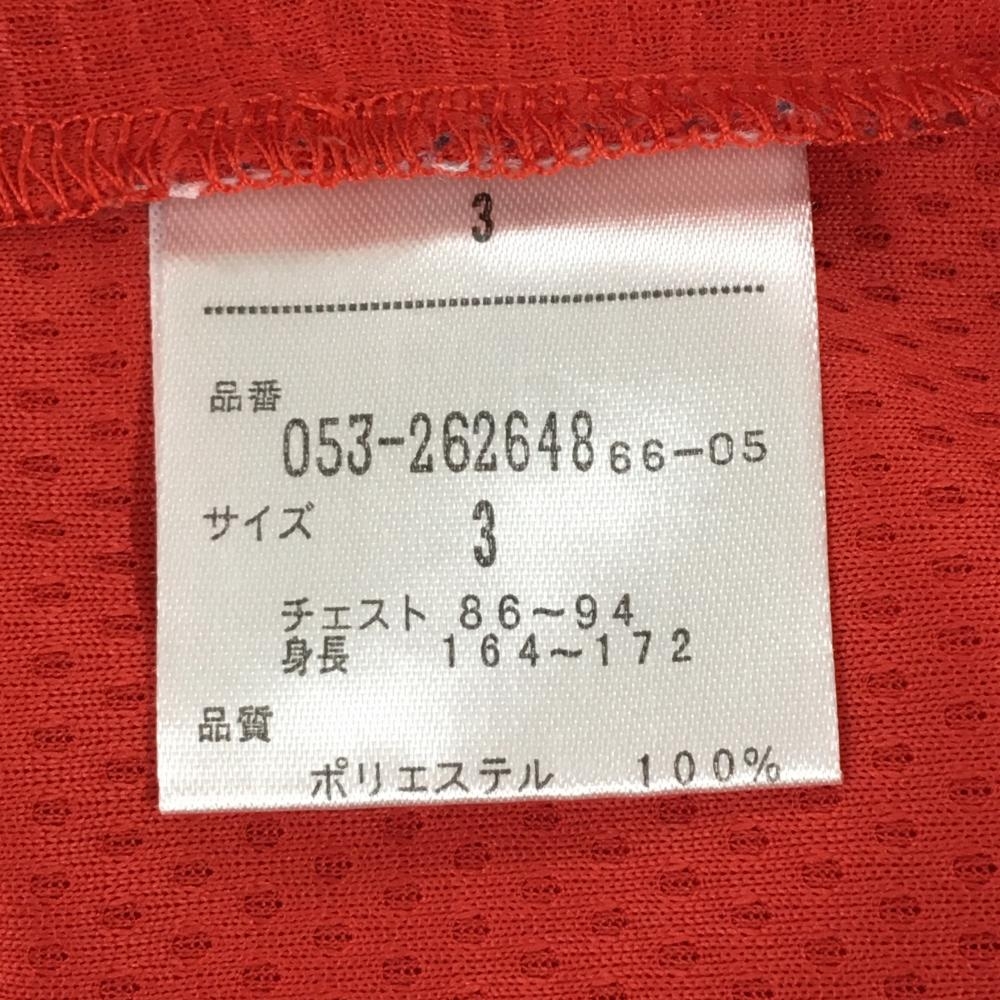 3
品番
053-262648 66-05
サイズ 3
チェスト 86~94
身長 164~172
品質
ポリエステル 100%